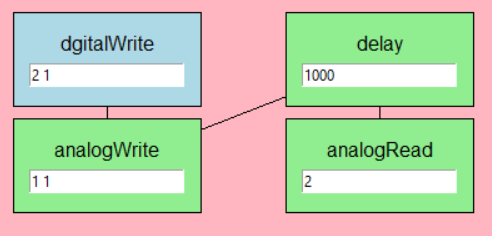 dgitalWrite
2 1
delay
1000
analogWrite
1 1
analogRead
2